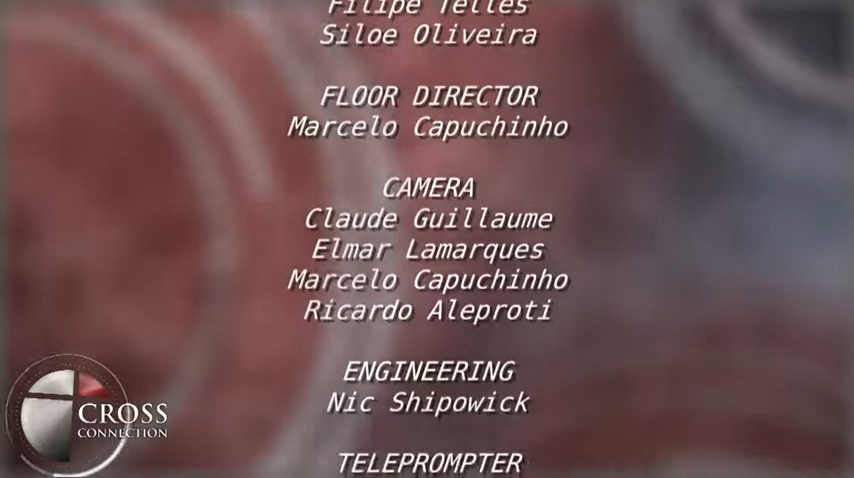 Filipe Telles
Siloe Oliveira
FLOOR DIRECTOR
Marcelo Capuchinho
CAMERA
Claude Guillaume
Elmar Lamarques
Marcelo Capuchinho
Ricardo Aleproti
ENGINEERING
Nic Shipowick
CROSS
CONNECTION
TELEPROMPTER